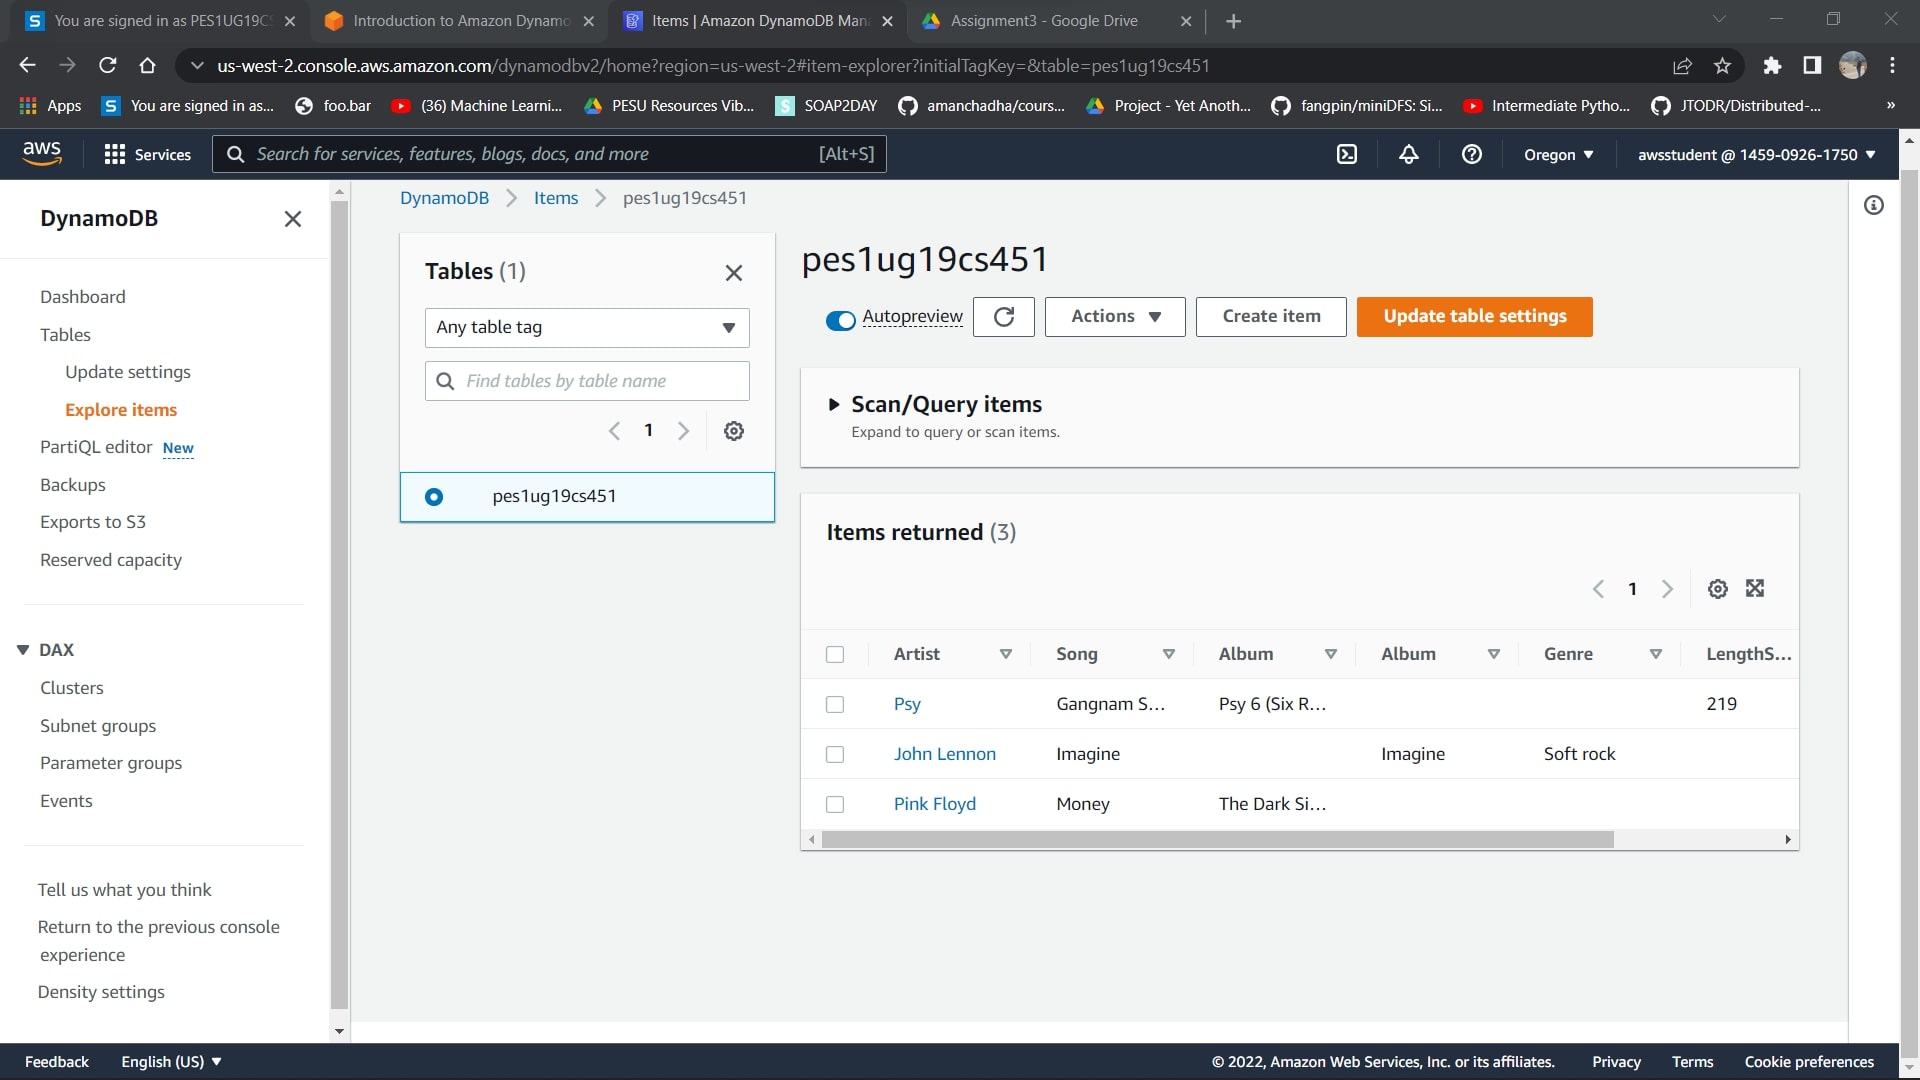 You are signed in as PES1UG19CS
Introduction to Amazon Dynamo
Items | Amazon DynamoDB Man
Assignment3 - Google Drive
us-west-2.console.aws.amazon.com/dynamodbv2/home?region=us-west-2#item-explorer?initialTagKey=&table=pes1ug19cs451
Apps
You are signed in as...
foo.bar
(36) Machine Learni...
PESU Resources Vib...
SOAP2DAY
amanchadha/cours...
Project - Yet Anoth...
fangpin/miniDFS: Si...
Intermediate Pytho...
JTODR/Distributed-...
»
aws
Services
Search for services, features, blogs, docs, and more
[Alt+S]
Oregon
awsstudent @ 1459-0926-1750
DynamoDB
Dashboard
Tables
Update settings
Explore items
PartiQL editor New
Backups
Exports to S3
Reserved capacity
DAX
Clusters
Subnet groups
Parameter groups
Events
Tell us what you think
Return to the previous console
experience
Density settings
DynamoDB > Items > pes1ug19cs451
Tables (1)
Any table tag
Find tables by table name
1
pes1ug19cs451
pes1ug19cs451
Autopreview
Actions
Create item
Update table settings
Scan/Query items
Expand to query or scan items.
Items returned (3)
1
Artist Song Album Album Genre LengthS...
Psy Gangnam S... Psy 6 (Six R... 219
John Lennon Imagine Imagine Soft rock
Pink Floyd Money The Dark Si...
Feedback
English (US)
© 2022, Amazon Web Services, Inc. or its affiliates.
Privacy
Terms
Cookie preferences